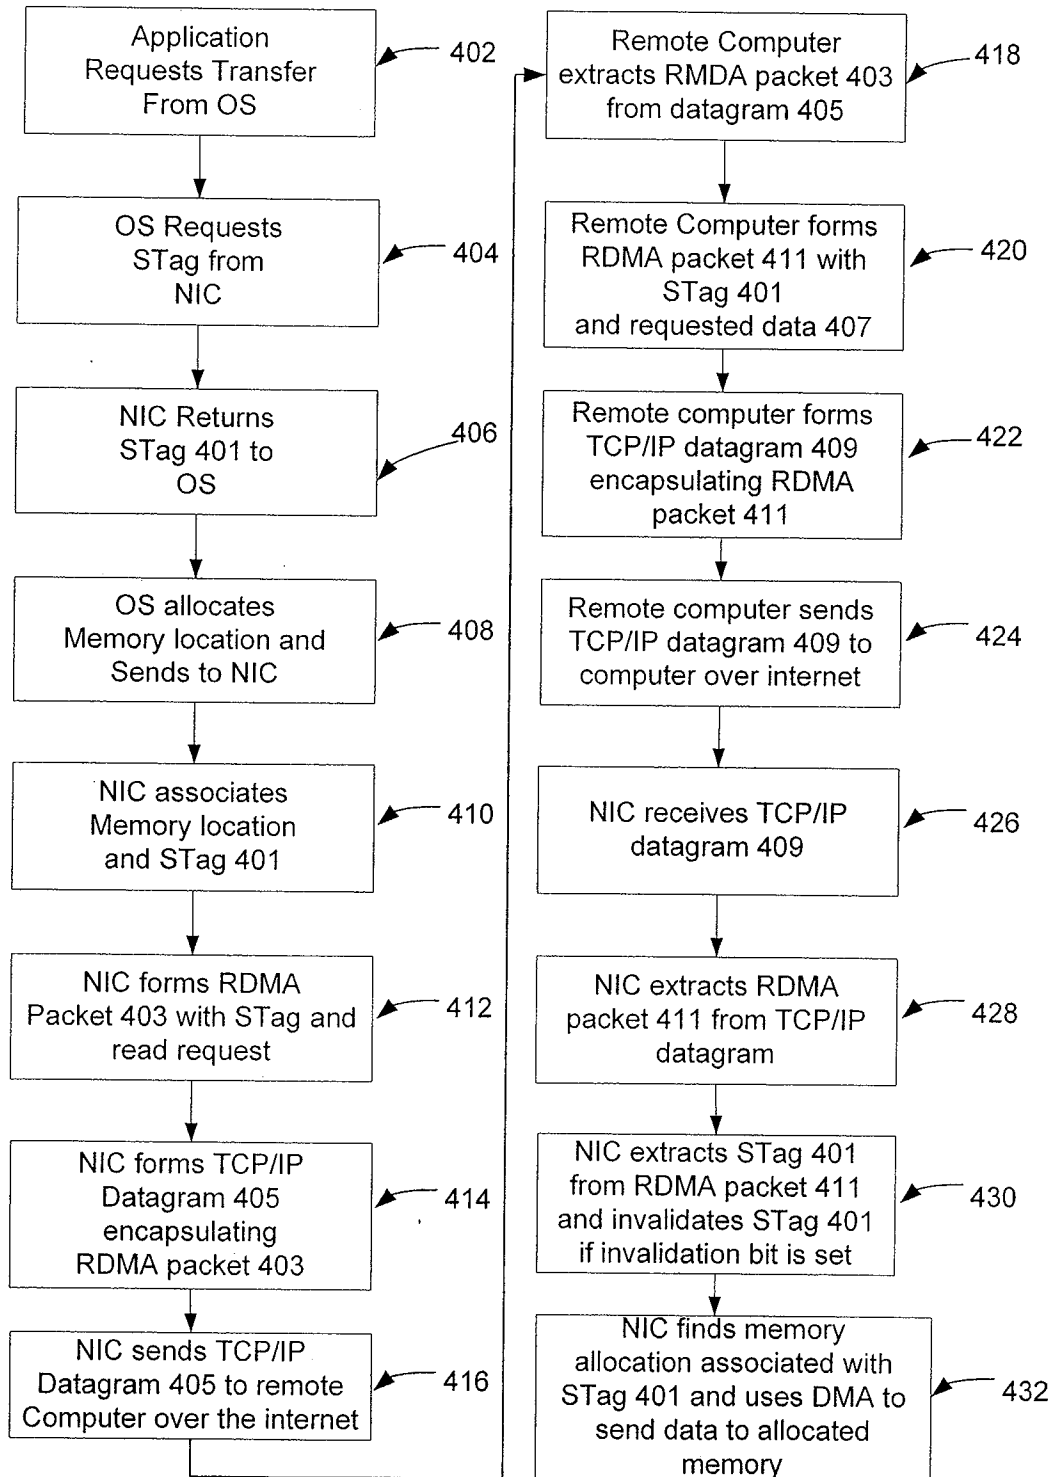 Application
Requests Transfer
From OS
402
OS Requests
STag from
NIC
404
NIC Returns
STag 401 to
OS
406
OS allocates
Memory location and
Sends to NIC
408
NIC associates
Memory location
and STag 401
410
NIC forms RDMA
Packet 403 with STag and
read request
412
NIC forms TCP/IP
Datagram 405
encapsulating
RDMA packet 403
414
NIC sends TCP/IP
Datagram 405 to remote
Computer over the internet
416
Remote Computer
extracts RMDA packet 403
from datagram 405
418
Remote Computer forms
RDMA packet 411 with
STag 401
and requested data 407
420
Remote computer forms
TCP/IP datagram 409
encapsulating RDMA
packet 411
422
Remote computer sends
TCP/IP datagram 409 to
computer over internet
424
NIC receives TCP/IP
datagram 409
426
NIC extracts RDMA
packet 411 from TCP/IP
datagram
428
NIC extracts STag 401
from RDMA packet 411
and invalidates STag 401
if invalidation bit is set
430
NIC finds memory
allocation associated with
STag 401 and uses DMA to
send data to allocated
memory
432